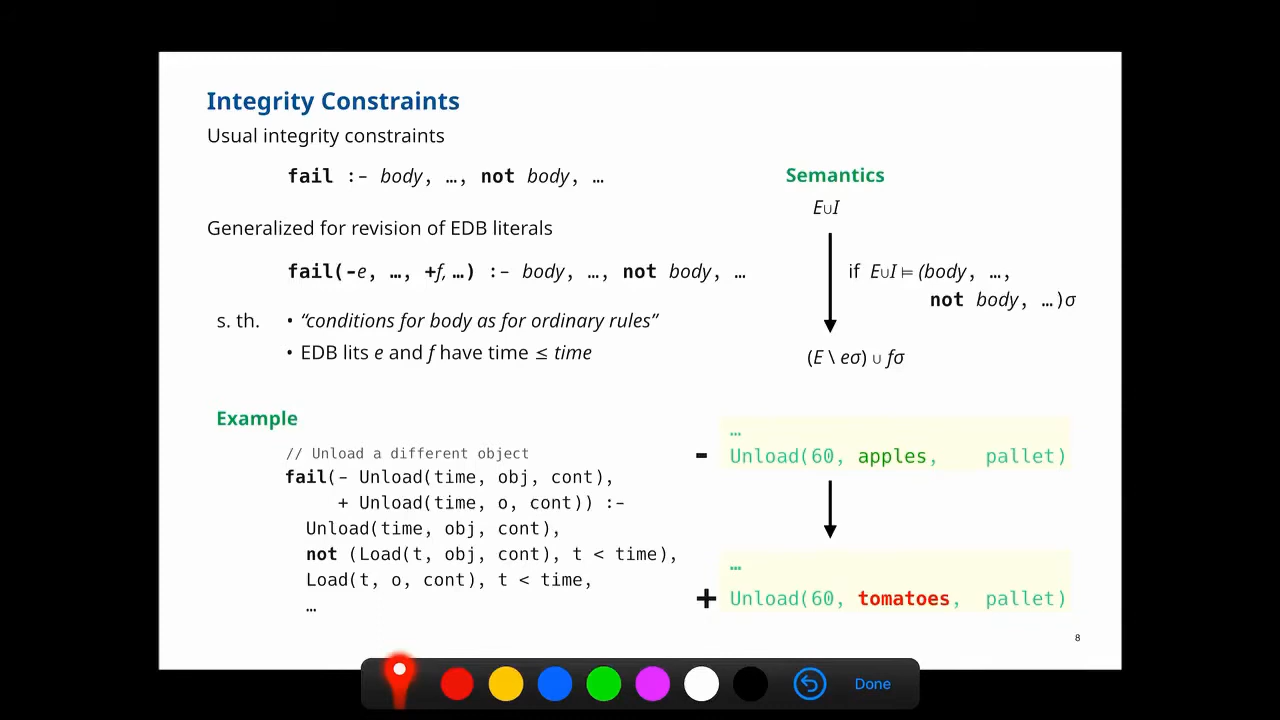 Integrity Constraints
Usual integrity constraints
fail :- body, …, not body, …
Generalized for revision of EDB literals
fail(-e, …, +f, …) :- body, …, not body, …
s. th. • “conditions for body as for ordinary rules”
• EDB lits e and f have time ≤ time
Semantics
E∪I
if E∪I ⊨ (body, …,
not body, …)σ
(E \ eσ) ∪ fσ
Example
// Unload a different object
fail(- Unload(time, obj, cont),
+ Unload(time, o, cont)) :-
Unload(time, obj, cont),
not (Load(t, obj, cont), t < time),
Load(t, o, cont), t < time,
…
…
- Unload(60, apples, pallet)
…
+ Unload(60, tomatoes, pallet)
8
Done